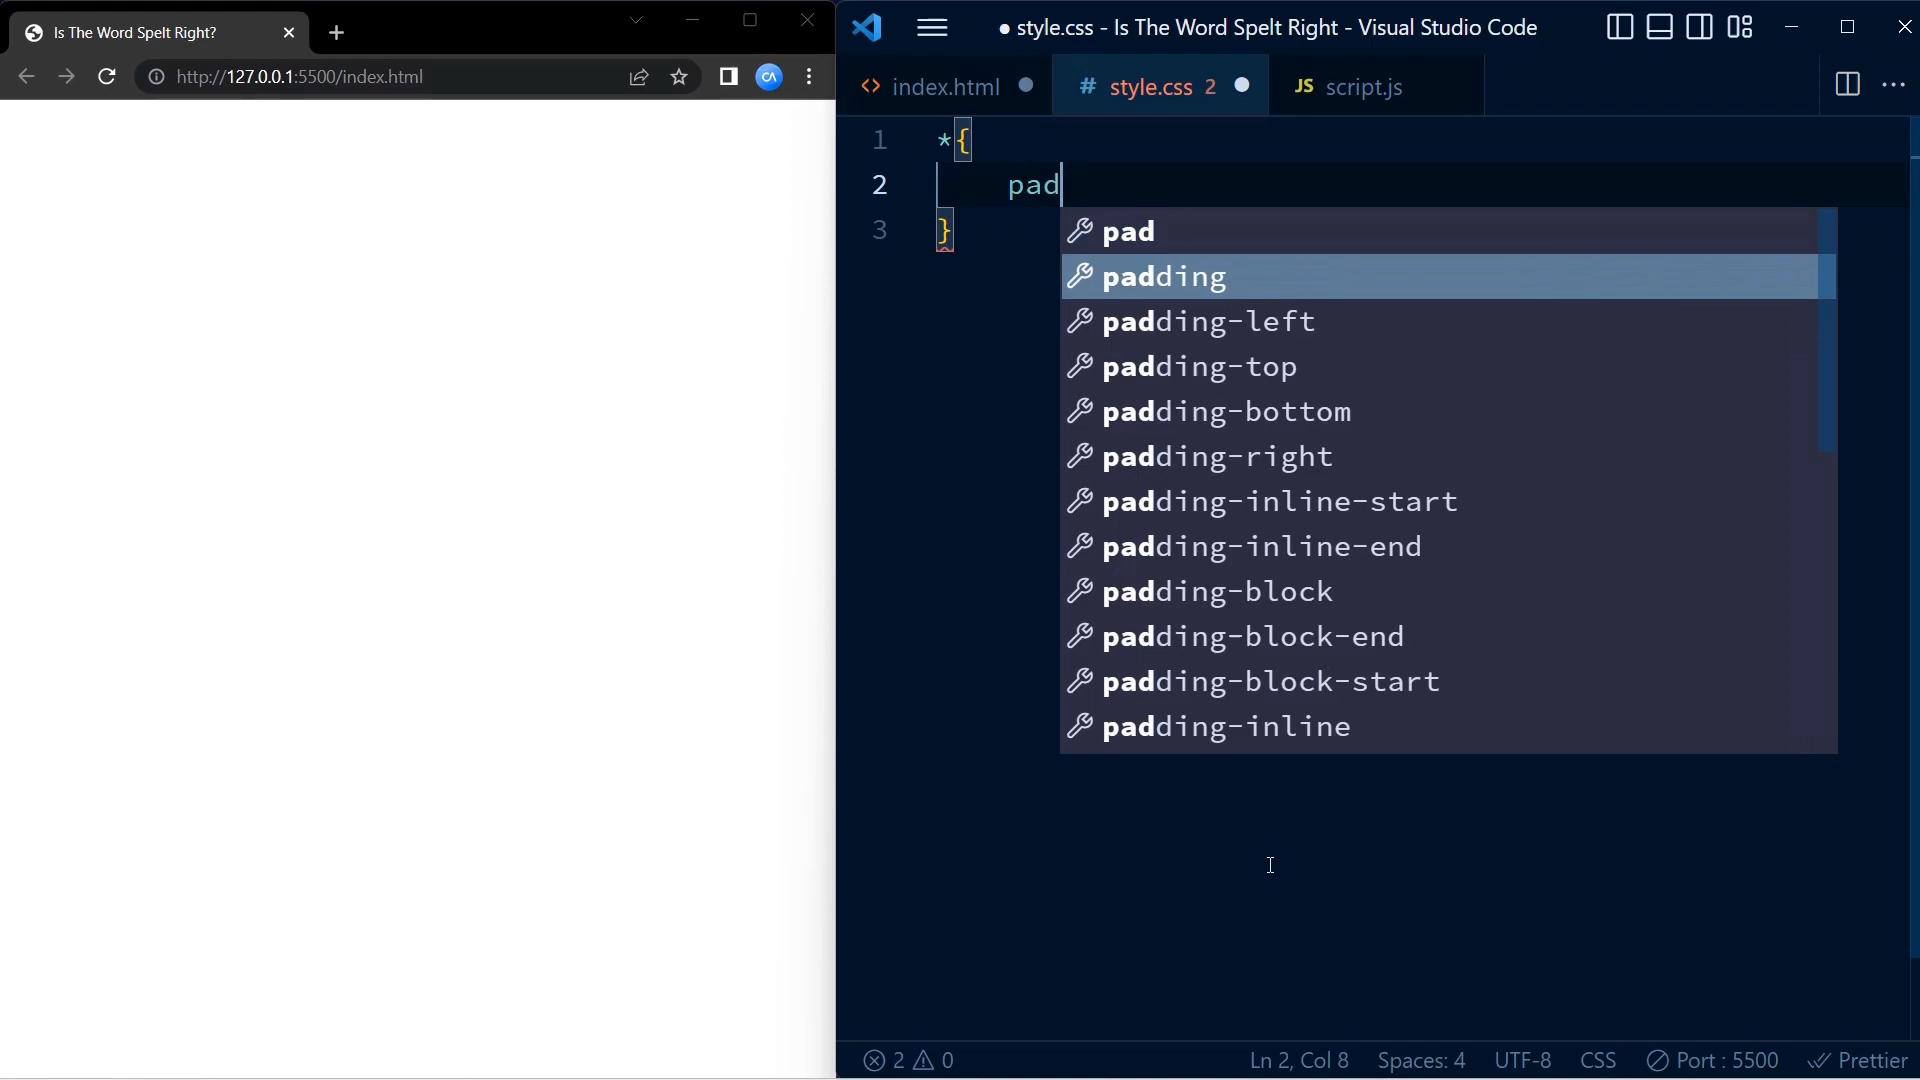 Is The Word Spelt Right?
http://127.0.0.1:5500/index.html
CA
● style.css - Is The Word Spelt Right - Visual Studio Code
<> index.html
# style.css 2
JS script.js
1 *{
2 pad
3 }
pad
padding
padding-left
padding-top
padding-bottom
padding-right
padding-inline-start
padding-inline-end
padding-block
padding-block-end
padding-block-start
padding-inline
2 0
Ln 2, Col 8 Spaces: 4 UTF-8 CSS Port : 5500 Prettier